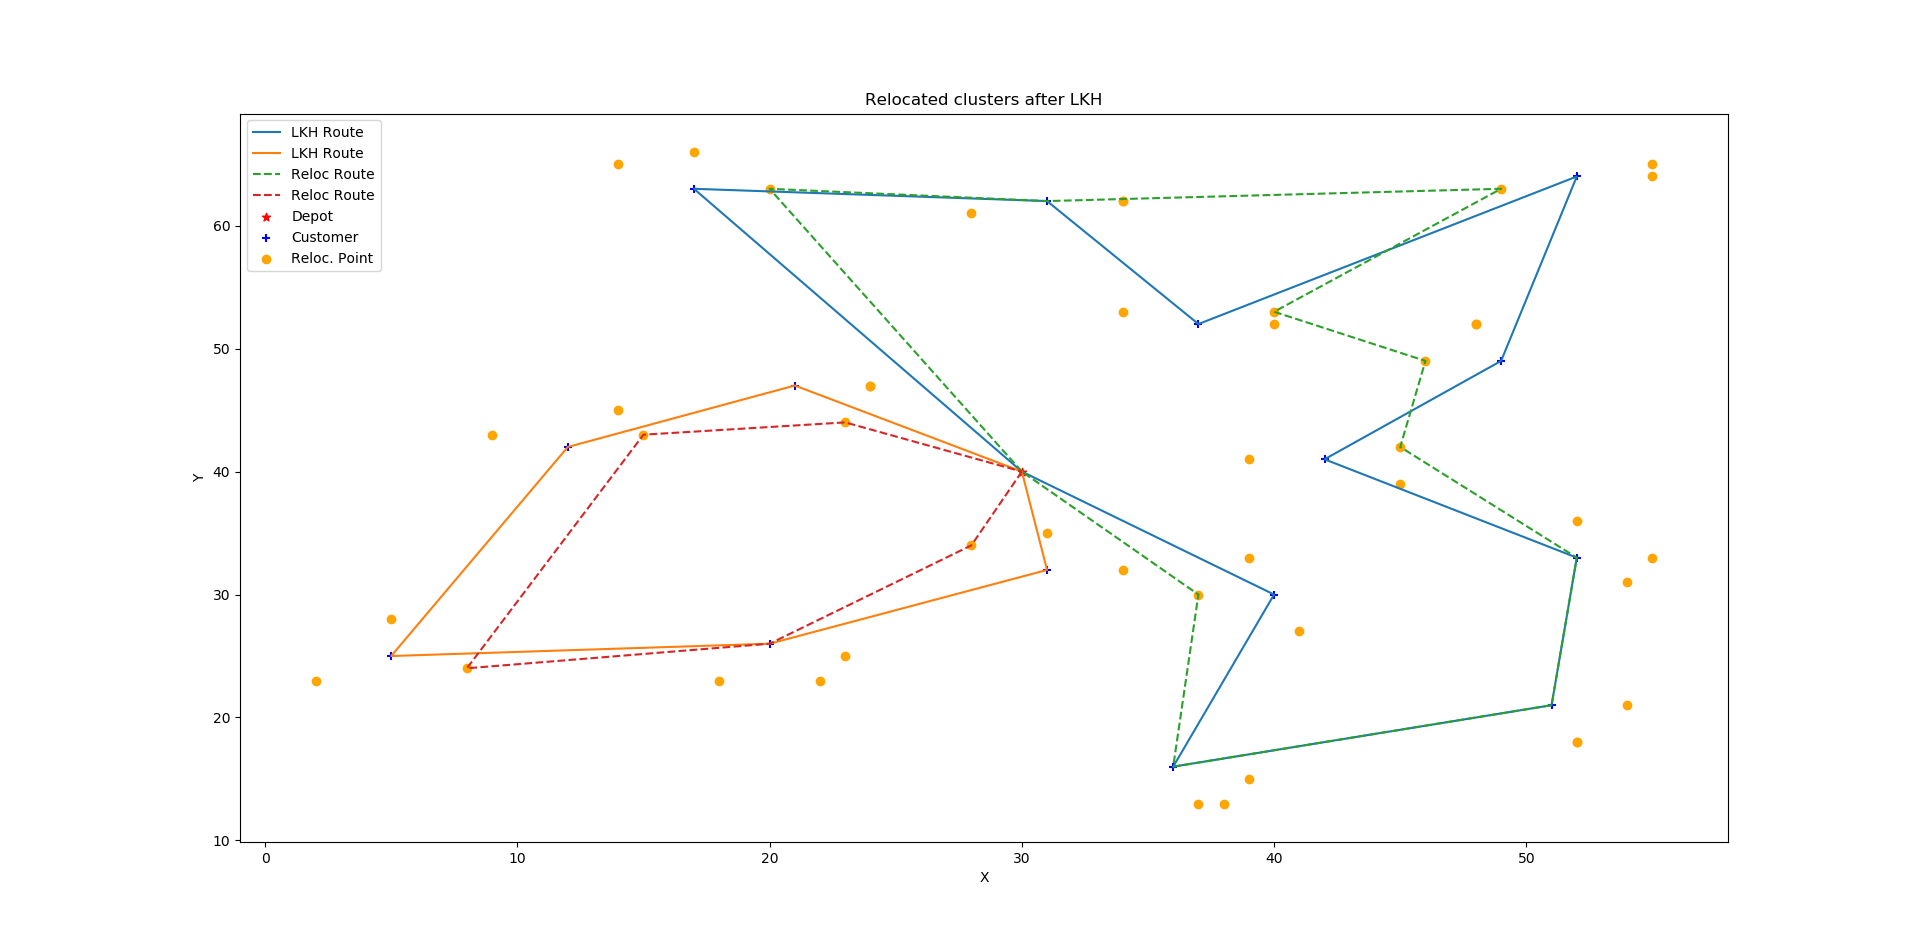 Relocated clusters after LKH
LKH Route
LKH Route
Reloc Route
Reloc Route
Depot
Customer
Reloc. Point
60
50
40
30
20
10
Y
0 10 20 30 40 50
X